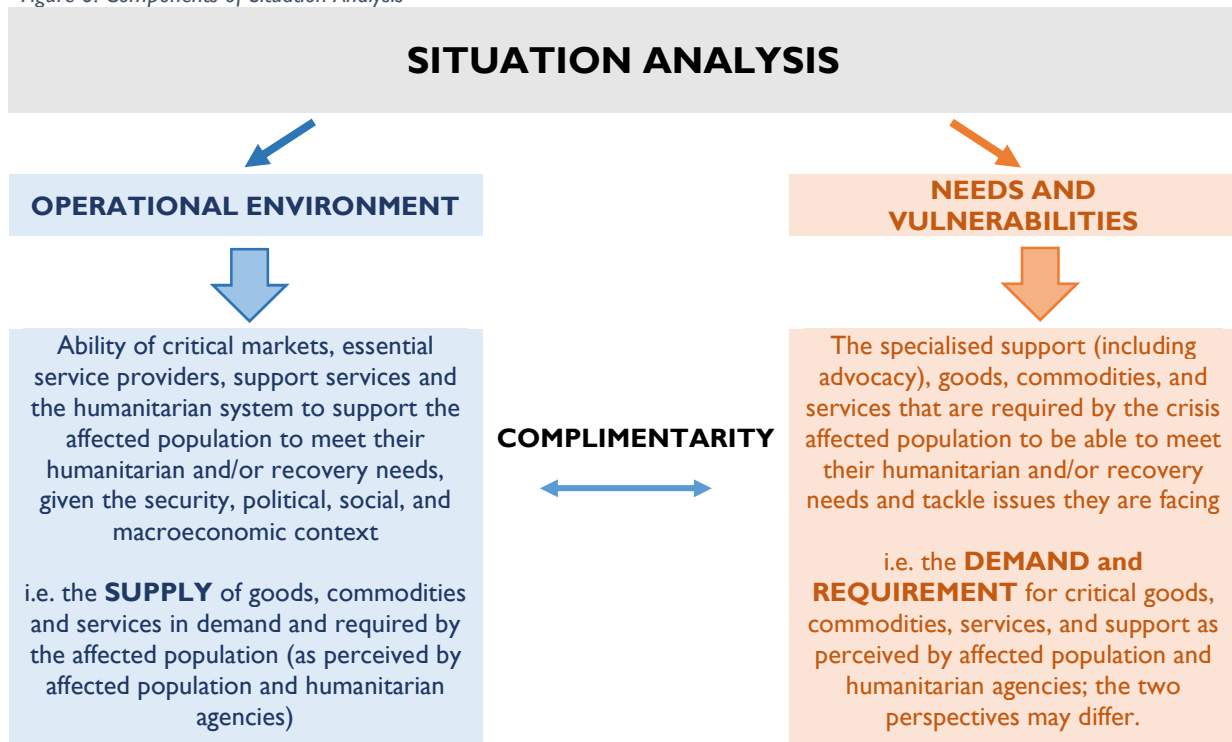 Figure 3: Components of Situation Analysis
SITUATION ANALYSIS
OPERATIONAL ENVIRONMENT
Ability of critical markets, essential
service providers, support services and
the humanitarian system to support the
affected population to meet their
humanitarian and/or recovery needs,
given the security, political, social, and
macroeconomic context
i.e. the SUPPLY of goods, commodities
and services in demand and required by
the affected population (as perceived by
affected population and humanitarian
agencies)
COMPLIMENTARITY
NEEDS AND
VULNERABILITIES
The specialised support (including
advocacy), goods, commodities, and
services that are required by the crisis
affected population to be able to meet
their humanitarian and/or recovery
needs and tackle issues they are facing
i.e. the DEMAND and
REQUIREMENT for critical goods,
commodities, services, and support as
perceived by affected population and
humanitarian agencies; the two
perspectives may differ.